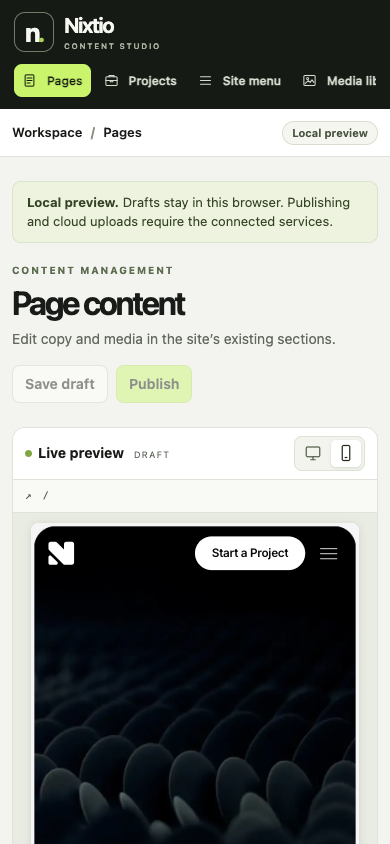 n.
Nixtio
CONTENT STUDIO
Pages
Projects
Site menu
Media lib
Workspace / Pages
Local preview
Local preview. Drafts stay in this browser. Publishing
and cloud uploads require the connected services.
CONTENT MANAGEMENT
Page content
Edit copy and media in the site’s existing sections.
Save draft
Publish
Live preview DRAFT
↗ /
N
Start a Project